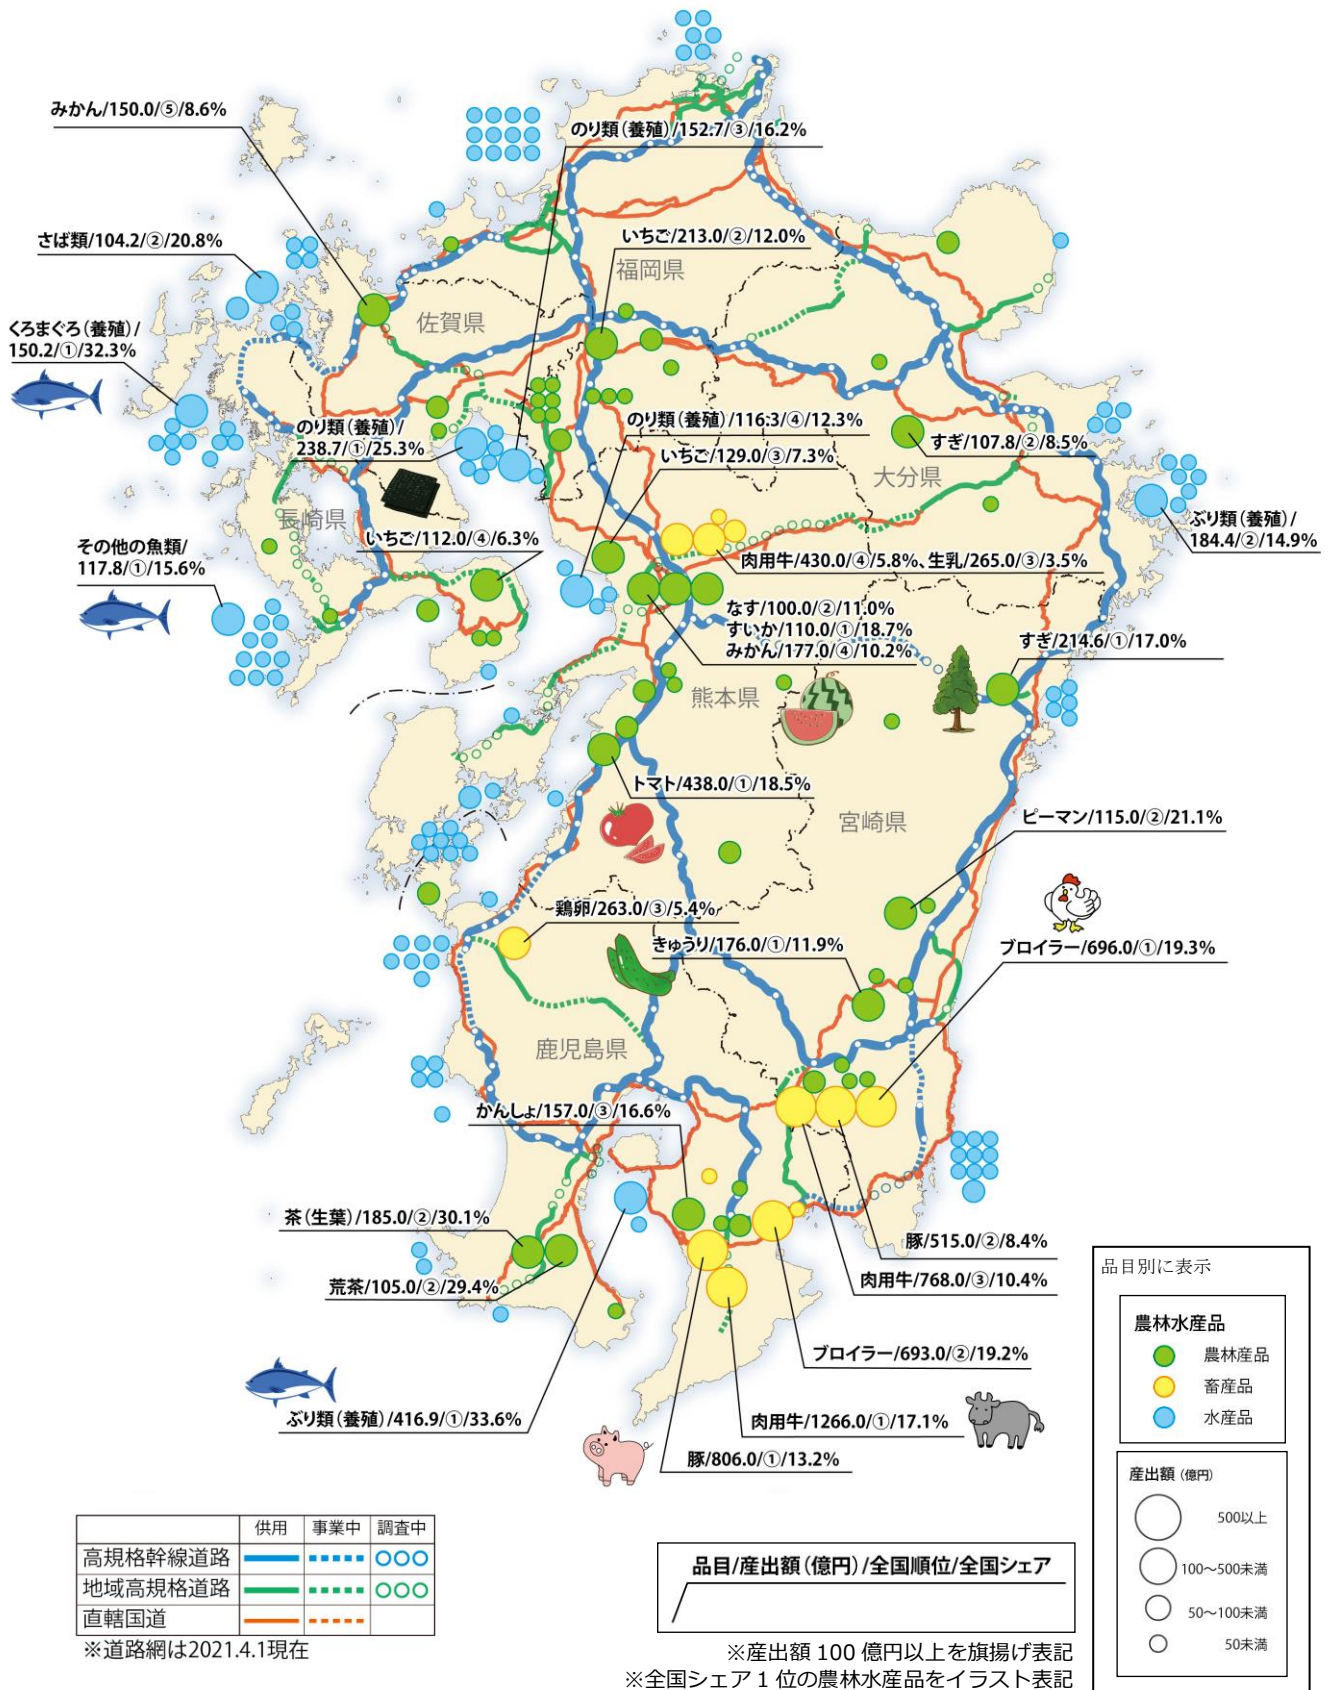 みかん/150.0/⑤/8.6%
のり類(養殖)/152.7/③/16.2%
さば類/104.2/②/20.8%
いちご/213.0/②/12.0%
福岡県
佐賀県
くろまぐろ(養殖)/
150.2/①/32.3%
のり類(養殖)/
238.7/①/25.3%
のり類(養殖)/116.3/④/12.3%
いちご/129.0/③/7.3%
すぎ/107.8/②/8.5%
大分県
長崎県
ぶり類(養殖)/
184.4/②/14.9%
その他の魚類/
117.8/①/15.6%
いちご/112.0/④/6.3%
肉用牛/430.0/④/5.8%、生乳/265.0/③/3.5%
なす/100.0/②/11.0%
すいか/110.0/①/18.7%
みかん/177.0/④/10.2%
すぎ/214.6/①/17.0%
熊本県
トマト/438.0/①/18.5%
宮崎県
ピーマン/115.0/②/21.1%
鶏卵/263.0/③/5.4%
きゅうり/176.0/①/11.9%
ブロイラー/696.0/①/19.3%
鹿児島県
かんしょ/157.0/③/16.6%
茶(生葉)/185.0/②/30.1%
荒茶/105.0/②/29.4%
豚/515.0/②/8.4%
肉用牛/768.0/③/10.4%
ブロイラー/693.0/②/19.2%
ぶり類(養殖)/416.9/①/33.6%
肉用牛/1266.0/①/17.1%
豚/806.0/①/13.2%
品目別に表示
農林水産品
農林産品
畜産品
水産品
産出額(億円)
500以上
100〜500未満
50〜100未満
50未満
供用 事業中 調査中
高規格幹線道路
地域高規格道路
直轄国道
※道路網は2021.4.1現在
品目/産出額(億円)/全国順位/全国シェア
※産出額 100 億円以上を旗揚げ表記
※全国シェア 1 位の農林水産品をイラスト表記